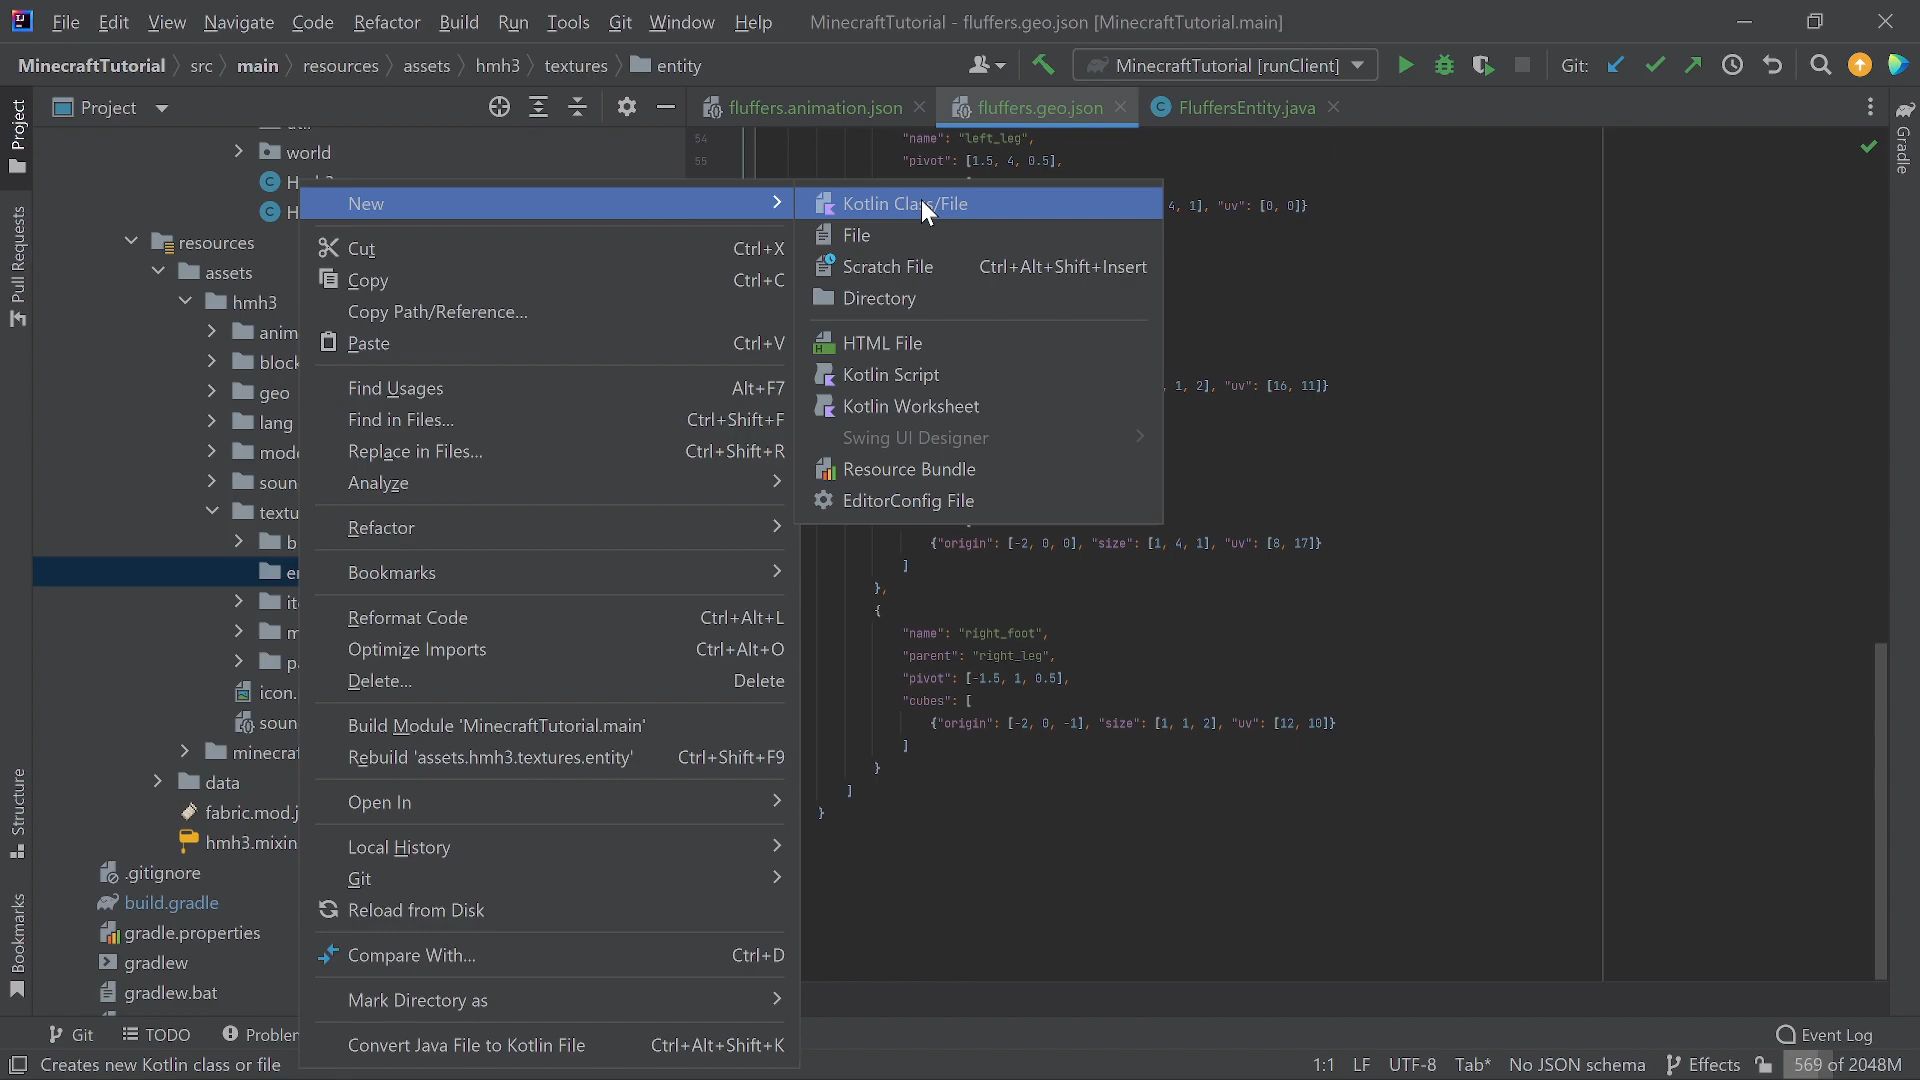 File Edit View Navigate Code Refactor Build Run Tools Git Window Help MinecraftTutorial - fluffers.geo.json [MinecraftTutorial.main]
MinecraftTutorial src main resources assets hmh3 textures entity MinecraftTutorial [runClient] Git:
Project fluffers.animation.json fluffers.geo.json FluffersEntity.java
Project
Pull Requests
Structure
Bookmarks
Gradle
world
H
H
resources
assets
hmh3
anim
block
geo
lang
mode
soun
textu
b
en
it
m
pa
icon.
soun
minecraf
data
fabric.mod.j
hmh3.mixin
.gitignore
build.gradle
gradle.properties
gradlew
gradlew.bat
New
Cut Ctrl+X
Copy Ctrl+C
Copy Path/Reference...
Paste Ctrl+V
Find Usages Alt+F7
Find in Files... Ctrl+Shift+F
Replace in Files... Ctrl+Shift+R
Analyze
Refactor
Bookmarks
Reformat Code Ctrl+Alt+L
Optimize Imports Ctrl+Alt+O
Delete... Delete
Build Module 'MinecraftTutorial.main'
Rebuild 'assets.hmh3.textures.entity' Ctrl+Shift+F9
Open In
Local History
Git
Reload from Disk
Compare With... Ctrl+D
Mark Directory as
Convert Java File to Kotlin File Ctrl+Alt+Shift+K
Kotlin Class/File
File
Scratch File Ctrl+Alt+Shift+Insert
Directory
HTML File
Kotlin Script
Kotlin Worksheet
Swing UI Designer
Resource Bundle
EditorConfig File
54 "name": "left_leg",
55 "pivot": [1.5, 4, 0.5],
4, 1], "uv": [0, 0]}
, 1, 2], "uv": [16, 11]}
{"origin": [-2, 0, 0], "size": [1, 4, 1], "uv": [8, 17]}
]
},
{
"name": "right_foot",
"parent": "right_leg",
"pivot": [-1.5, 1, 0.5],
"cubes": [
{"origin": [-2, 0, -1], "size": [1, 1, 2], "uv": [12, 10]}
]
}
]
}
Git TODO Problem Event Log
Creates new Kotlin class or file 1:1 LF UTF-8 Tab* No JSON schema Effects 569 of 2048M